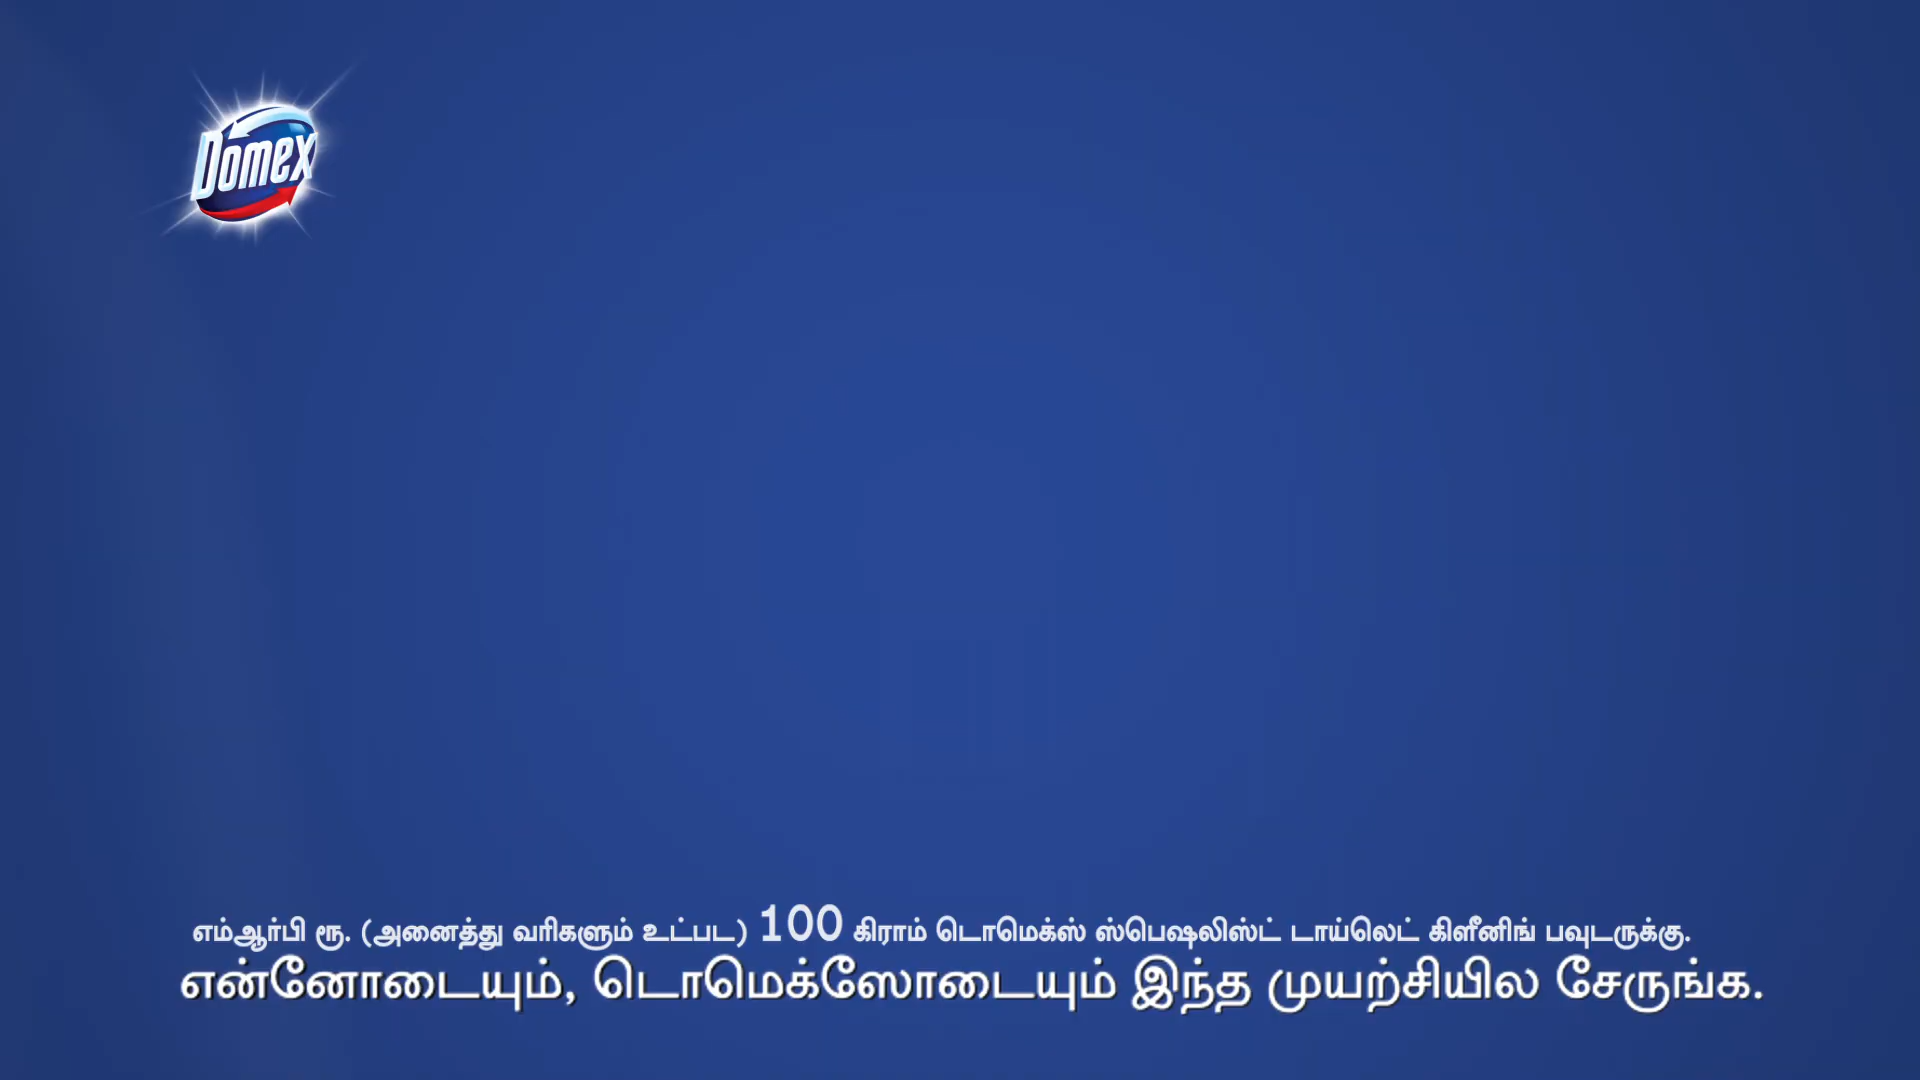 Domex
எம்ஆர்பி ரூ. (அனைத்து வரிகளும் உட்பட) 100 கிராம் டொமெக்ஸ் ஸ்பெஷலிஸ்ட் டாய்லெட் கிளீனிங் பவுடருக்கு.
என்னோடையும், டொமெக்ஸோடையும் இந்த முயற்சியில சேருங்க.